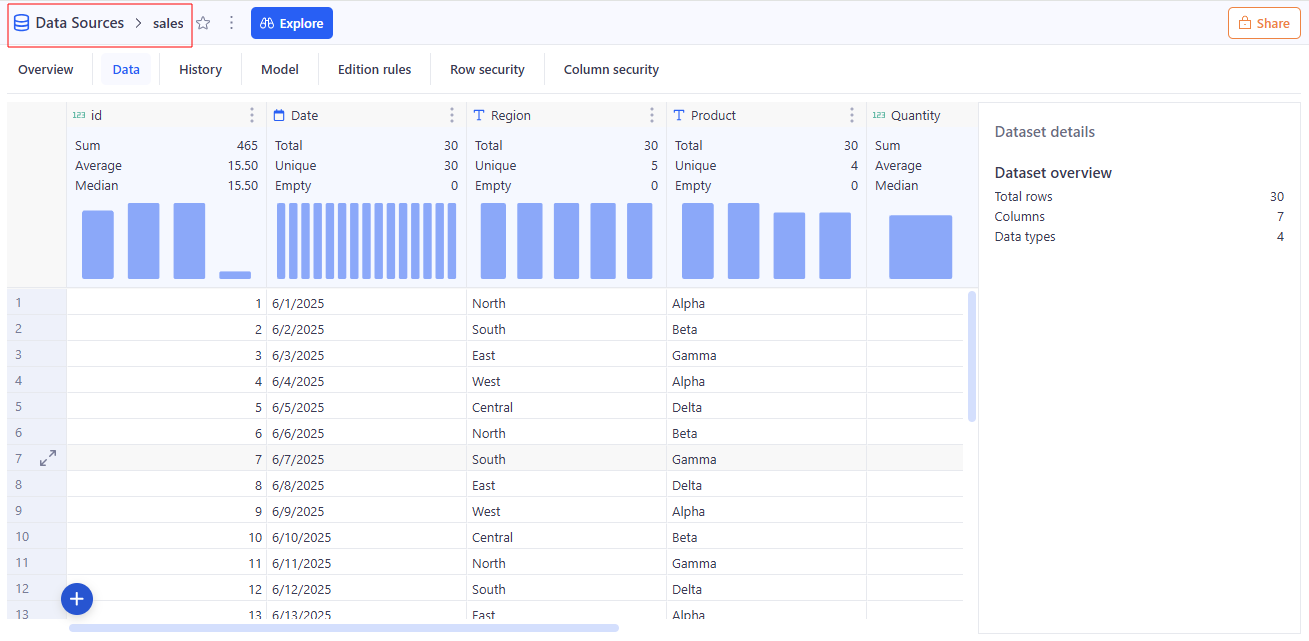 Data Sources > sales Explore Share
Overview Data History Model Edition rules Row security Column security
123 id Date Region Product 123 Quantity
Sum 465 Total 30 Total 30 Total 30 Sum
Average 15.50 Unique 30 Unique 5 Unique 4 Average
Median 15.50 Empty 0 Empty 0 Empty 0 Median
1 1 6/1/2025 North Alpha
2 2 6/2/2025 South Beta
3 3 6/3/2025 East Gamma
4 4 6/4/2025 West Alpha
5 5 6/5/2025 Central Delta
6 6 6/6/2025 North Beta
7 7 6/7/2025 South Gamma
8 8 6/8/2025 East Delta
9 9 6/9/2025 West Alpha
10 10 6/10/2025 Central Beta
11 11 6/11/2025 North Gamma
12 12 6/12/2025 South Delta
13 13 6/13/2025 East Alpha
Dataset details
Dataset overview
Total rows 30
Columns 7
Data types 4